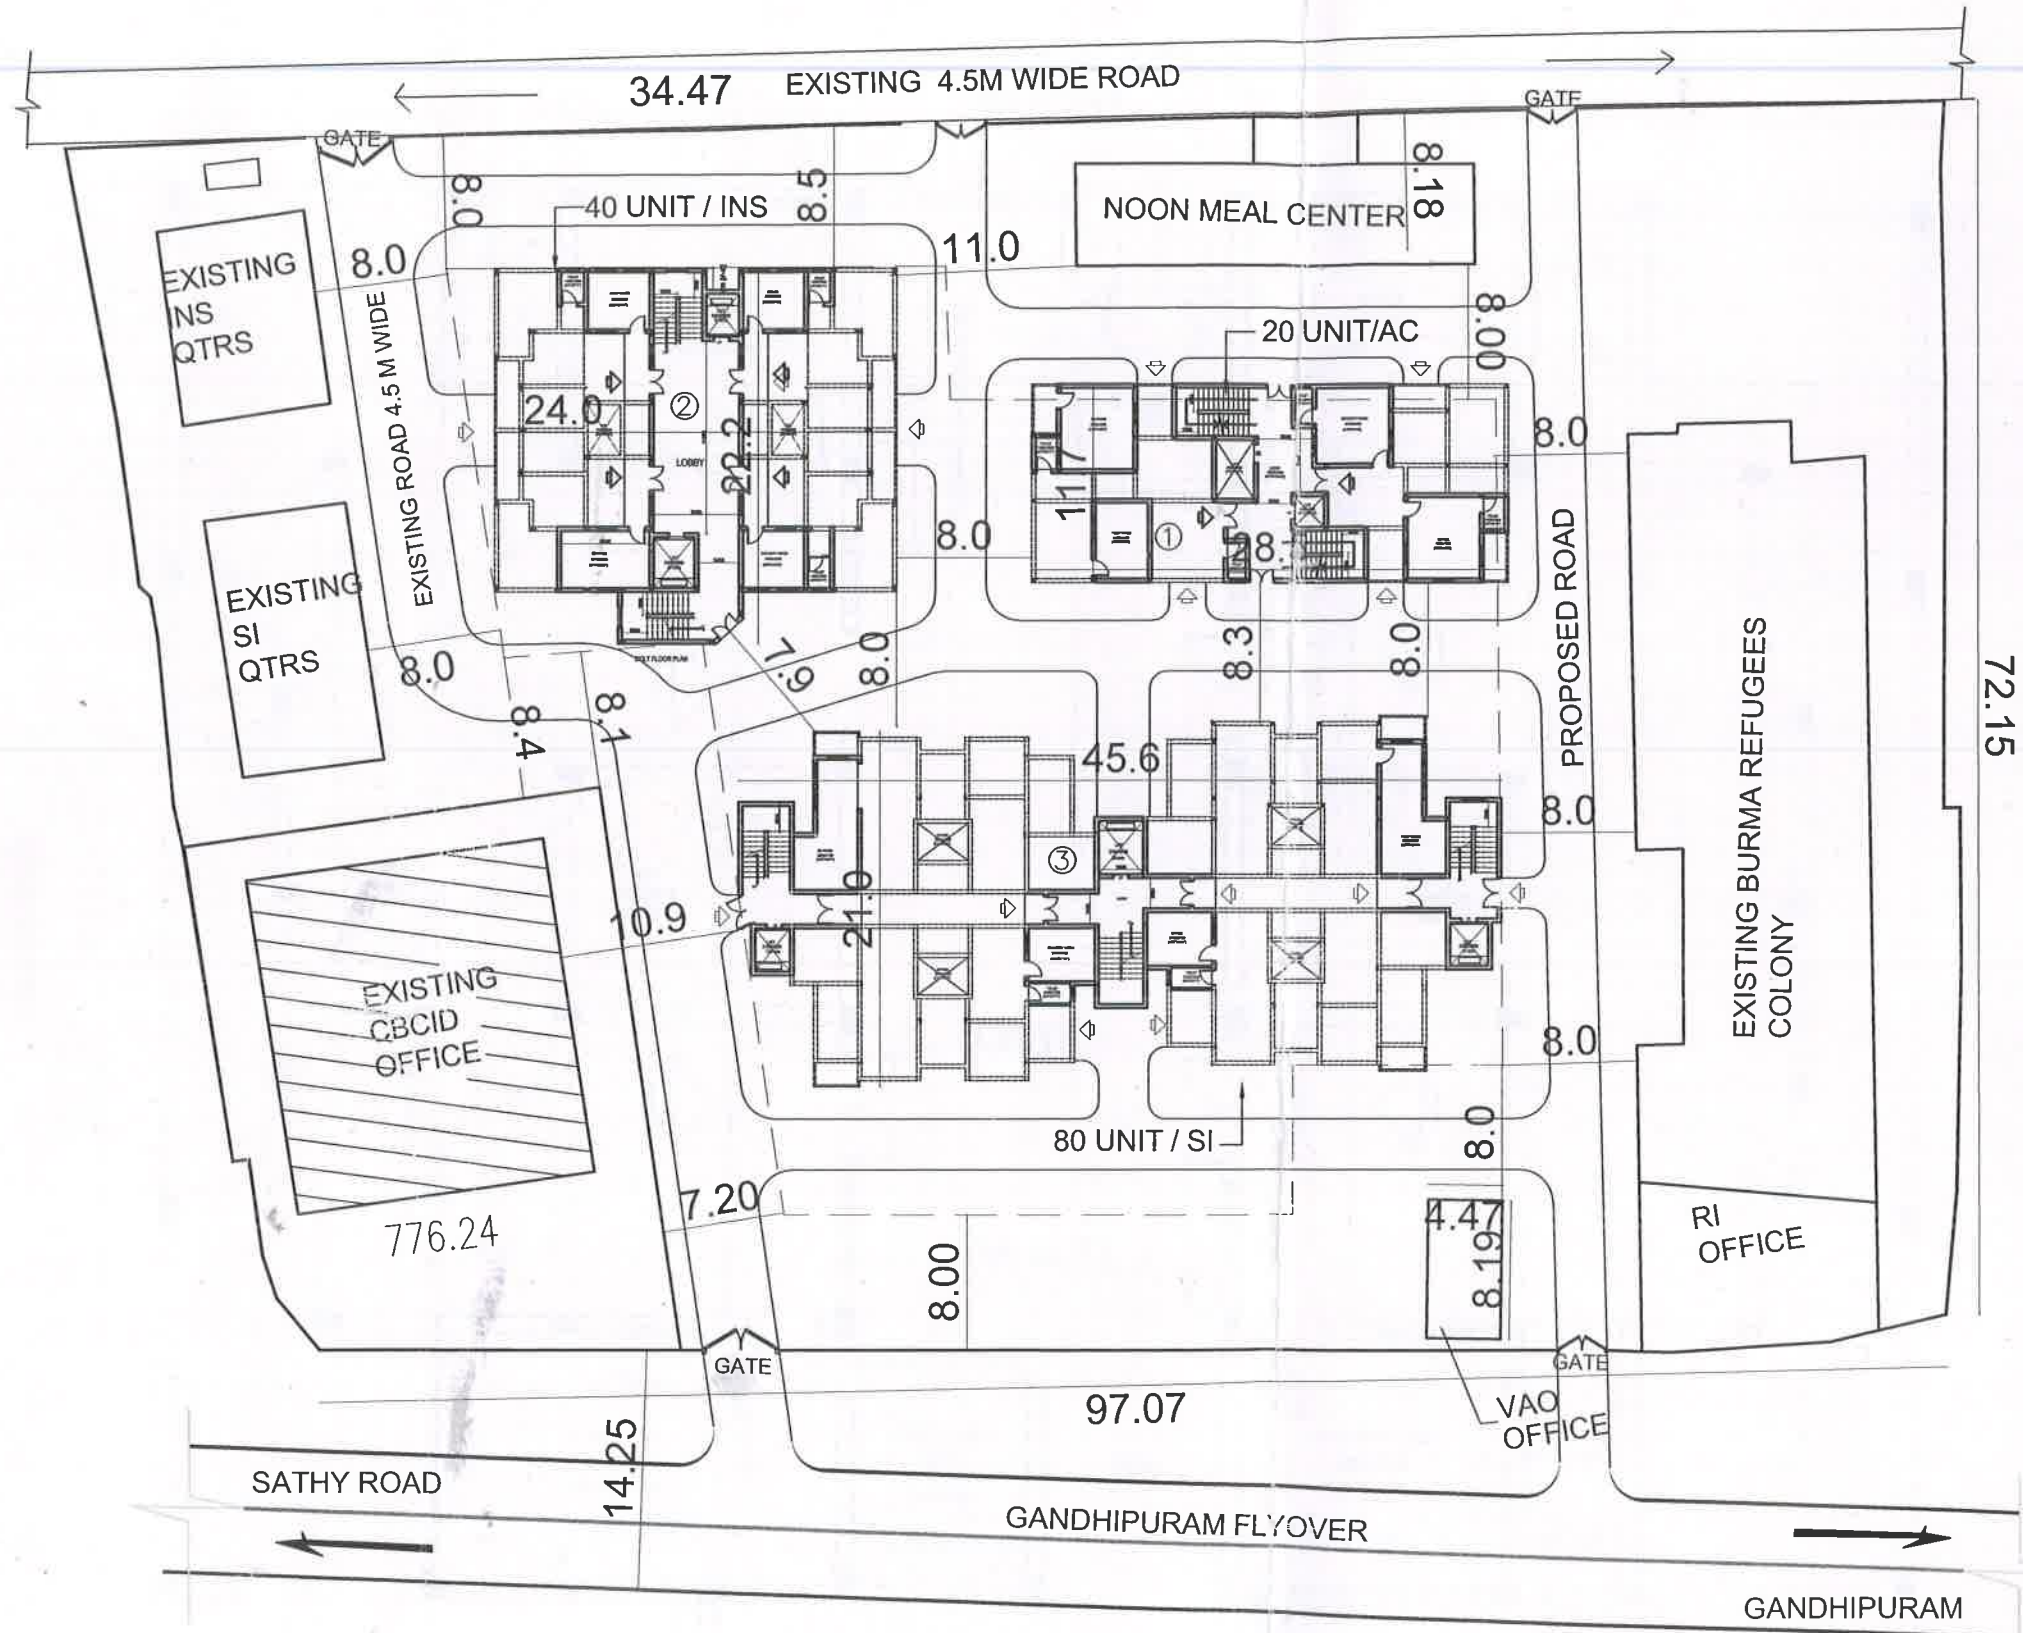 34.47
EXISTING 4.5M WIDE ROAD
GATE
GATE
8.0
40 UNIT / INS
8.5
NOON MEAL CENTER
8.18
EXISTING
INS
QTRS
8.0
11.0
8.00
20 UNIT/AC
EXISTING ROAD 4.5 M WIDE
24.0
2
22.2
LOBBY
8.0
8.0
1
PROPOSED ROAD
EXISTING
SI
QTRS
8.0
7.9
8.0
8.3
8.0
8.4
8.1
72.15
EXISTING BURMA REFUGEES
COLONY
45.6
8.0
3
21.0
10.9
EXISTING
CBCID
OFFICE
8.0
80 UNIT / SI
8.0
7.20
776.24
8.00
4.47
8.19
RI
OFFICE
GATE
GATE
97.07
VAO
OFFICE
14.25
SATHY ROAD
GANDHIPURAM FLYOVER
GANDHIPURAM